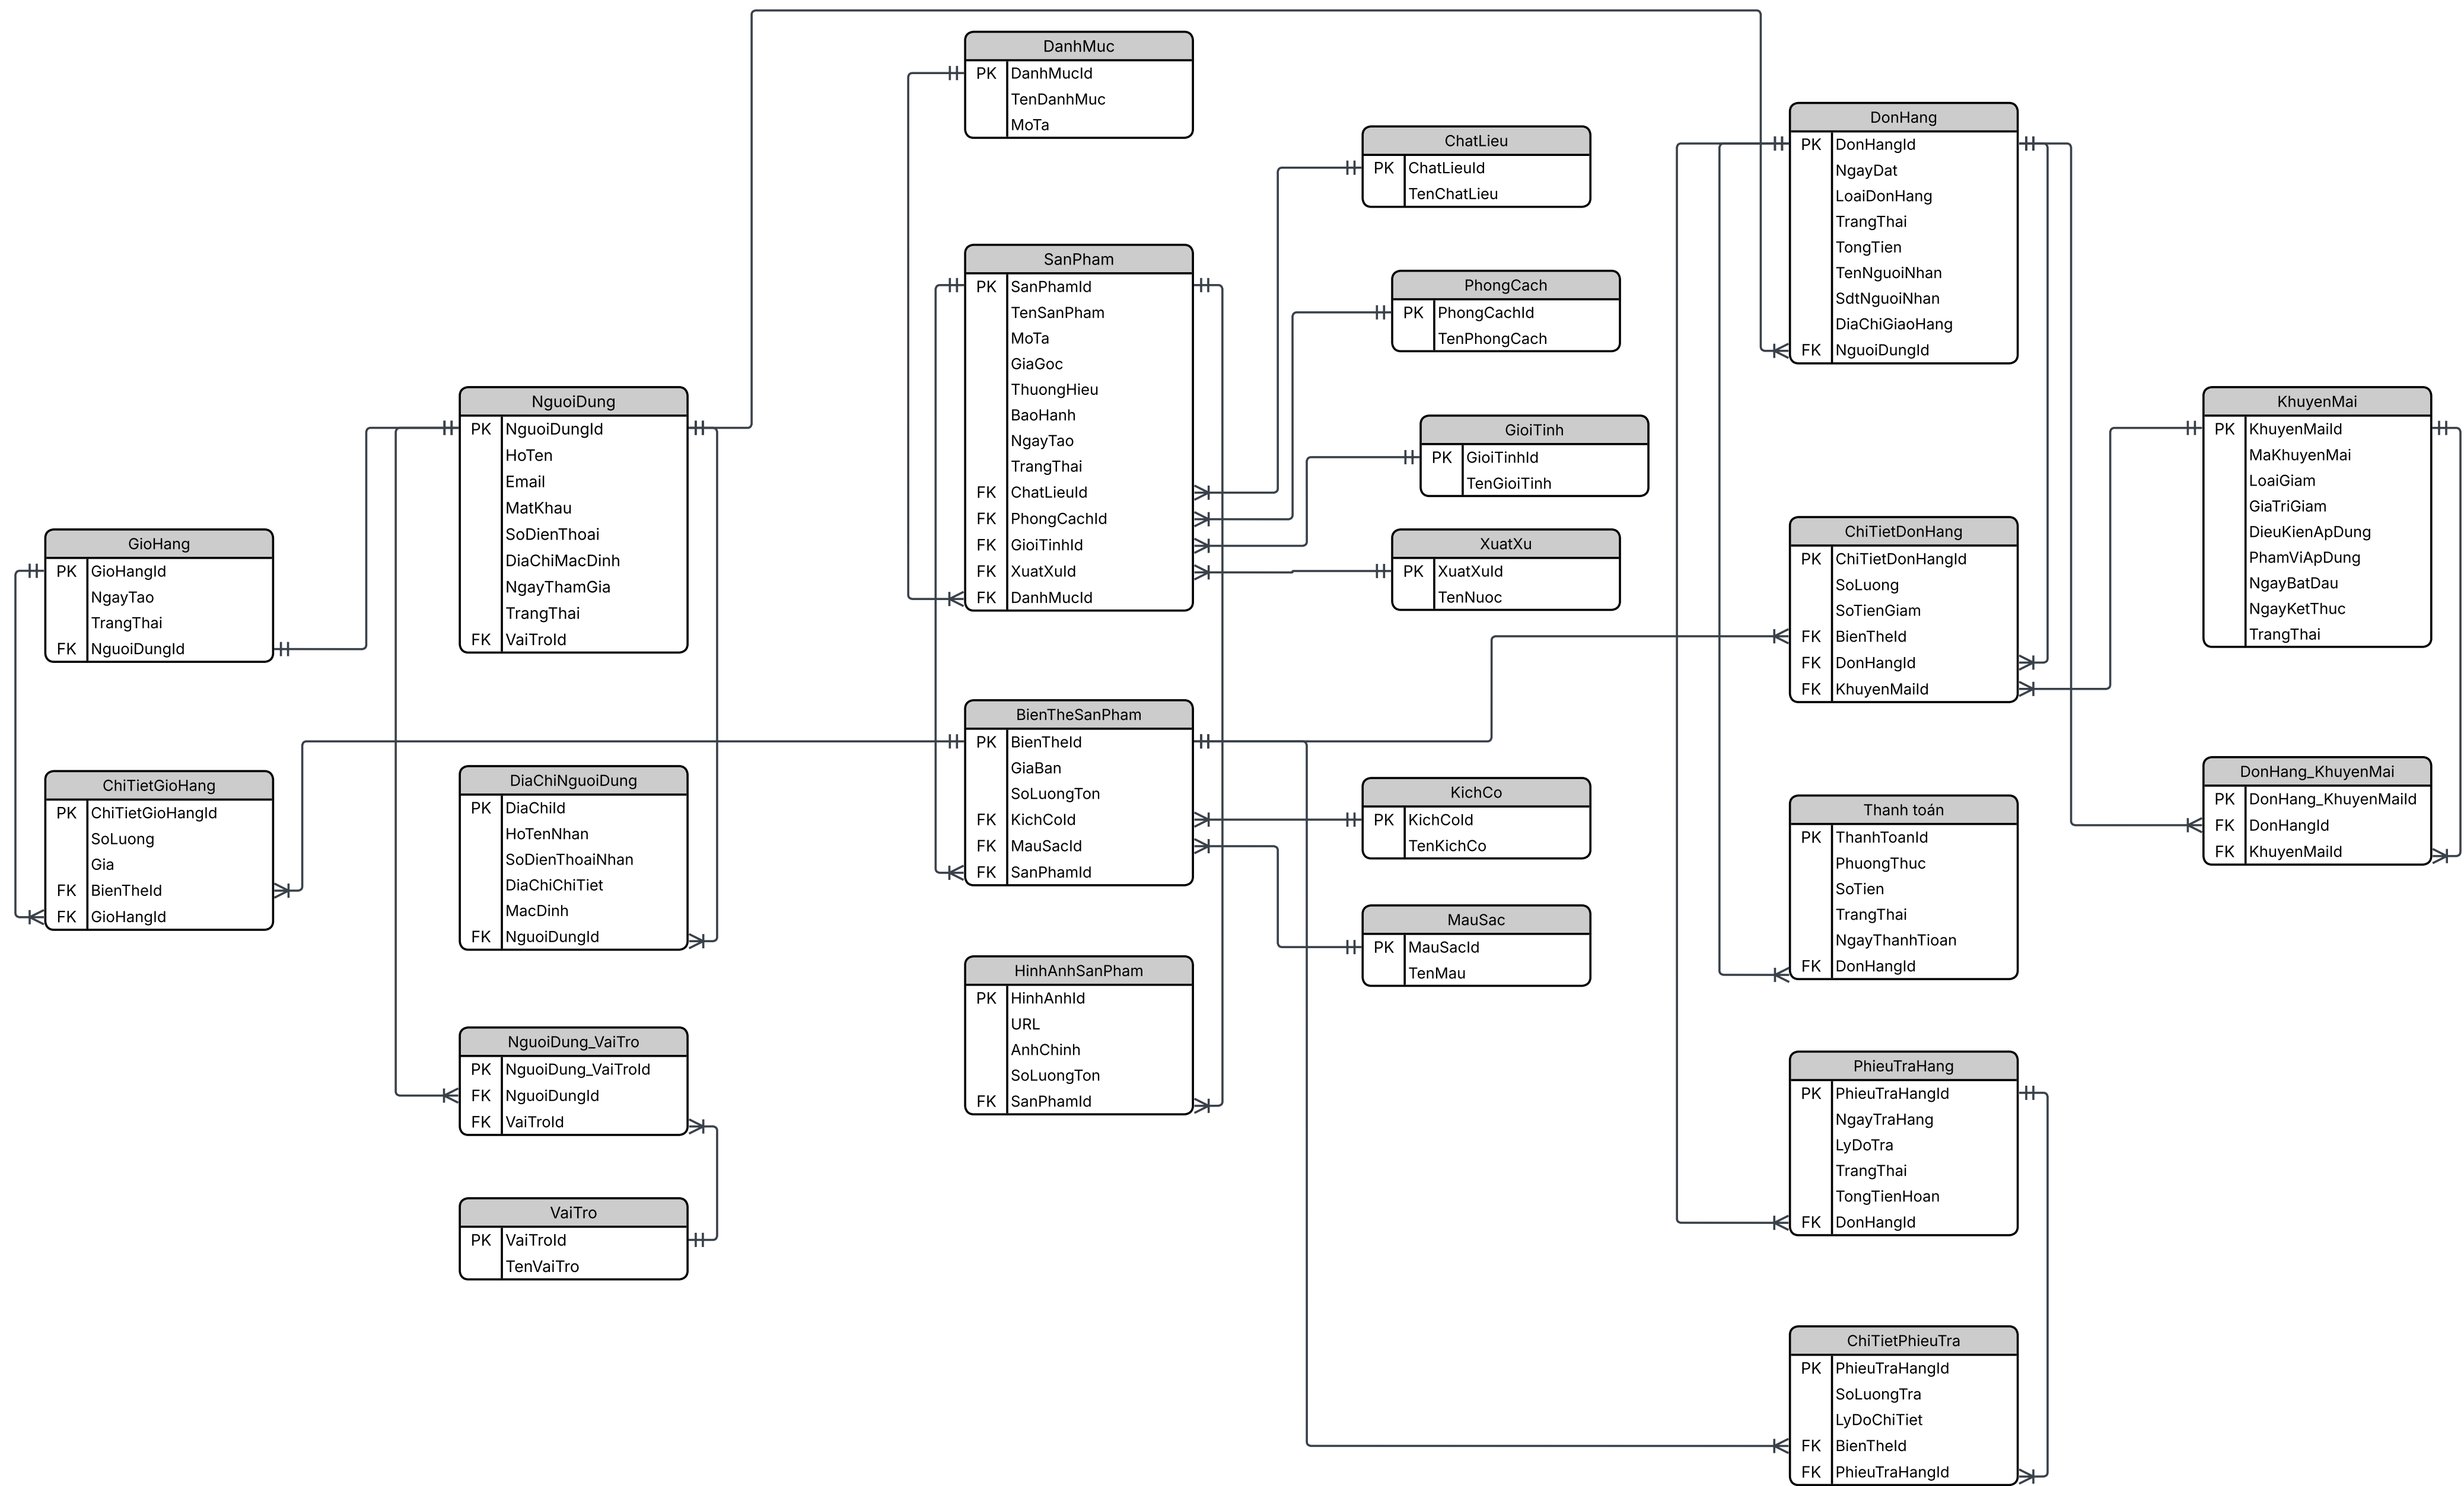 DanhMuc
PK DanhMucId
TenDanhMuc
MoTa
ChatLieu
PK ChatLieuId
TenChatLieu
DonHang
PK DonHangId
NgayDat
LoaiDonHang
TrangThai
TongTien
TenNguoiNhan
SdtNguoiNhan
DiaChiGiaoHang
FK NguoiDungId
SanPham
PK SanPhamId
TenSanPham
MoTa
GiaGoc
ThuongHieu
BaoHanh
NgayTao
TrangThai
FK ChatLieuId
FK PhongCachId
FK GioiTinhId
FK XuatXuId
FK DanhMucId
PhongCach
PK PhongCachId
TenPhongCach
GioiTinh
PK GioiTinhId
TenGioiTinh
XuatXu
PK XuatXuId
TenNuoc
NguoiDung
PK NguoiDungId
HoTen
Email
MatKhau
SoDienThoai
DiaChiMacDinh
NgayThamGia
TrangThai
FK VaiTroId
KhuyenMai
PK KhuyenMaiId
MaKhuyenMai
LoaiGiam
GiaTriGiam
DieuKienApDung
PhamViApDung
NgayBatDau
NgayKetThuc
TrangThai
GioHang
PK GioHangId
NgayTao
TrangThai
FK NguoiDungId
ChiTietDonHang
PK ChiTietDonHangId
SoLuong
SoTienGiam
FK BienTheId
FK DonHangId
FK KhuyenMaiId
BienTheSanPham
PK BienTheId
GiaBan
SoLuongTon
FK KichCoId
FK MauSacId
FK SanPhamId
ChiTietGioHang
PK ChiTietGioHangId
SoLuong
Gia
FK BienTheId
FK GioHangId
DiaChiNguoiDung
PK DiaChiId
HoTenNhan
SoDienThoaiNhan
DiaChiChiTiet
MacDinh
FK NguoiDungId
KichCo
PK KichCoId
TenKichCo
DonHang_KhuyenMai
PK DonHang_KhuyenMaiId
FK DonHangId
FK KhuyenMaiId
Thanh toán
PK ThanhToanId
PhuongThuc
SoTien
TrangThai
NgayThanhTioan
FK DonHangId
MauSac
PK MauSacId
TenMau
HinhAnhSanPham
PK HinhAnhId
URL
AnhChinh
SoLuongTon
FK SanPhamId
NguoiDung_VaiTro
PK NguoiDung_VaiTroId
FK NguoiDungId
FK VaiTroId
PhieuTraHang
PK PhieuTraHangId
NgayTraHang
LyDoTra
TrangThai
TongTienHoan
FK DonHangId
VaiTro
PK VaiTroId
TenVaiTro
ChiTietPhieuTra
PK PhieuTraHangId
SoLuongTra
LyDoChiTiet
FK BienTheId
FK PhieuTraHangId